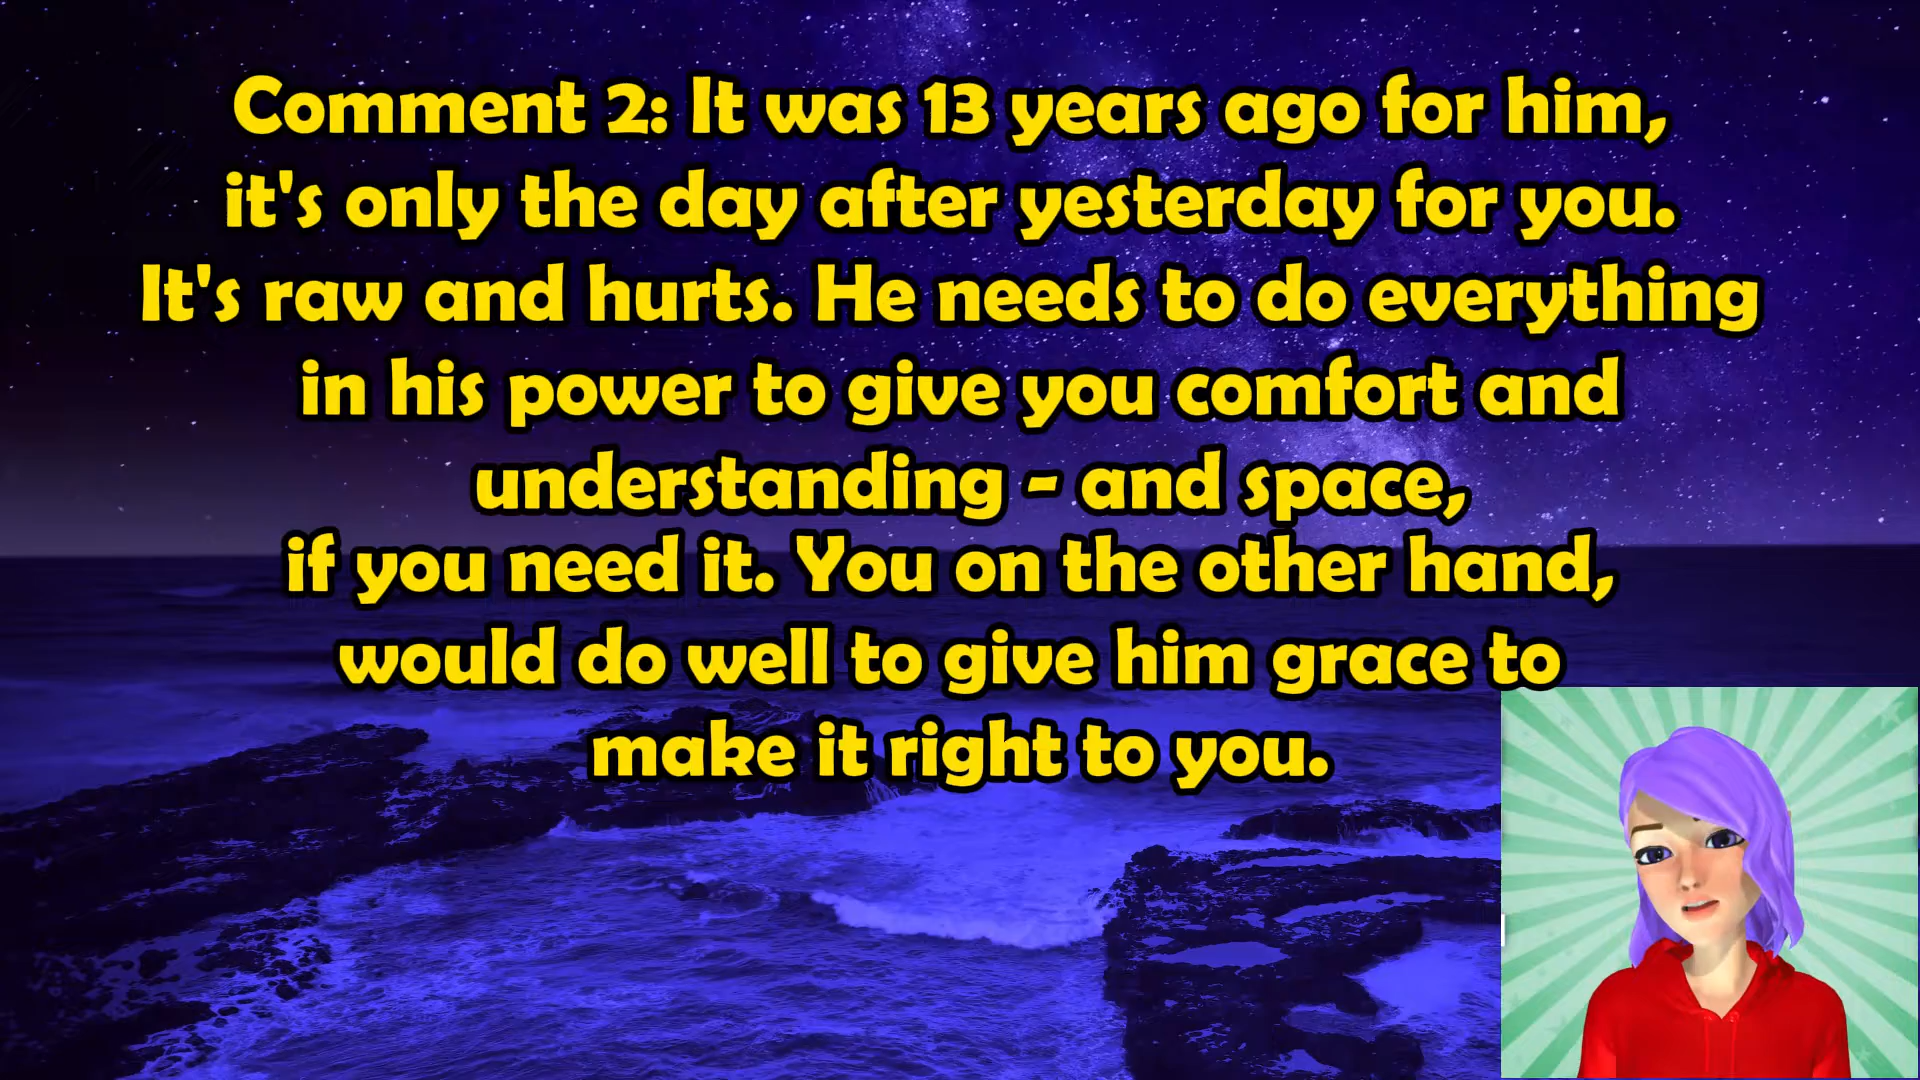 Comment 2: It was 13 years ago for him,
it's only the day after yesterday for you.
It's raw and hurts. He needs to do everything
in his power to give you comfort and
understanding - and space,
if you need it. You on the other hand,
would do well to give him grace to
make it right to you.